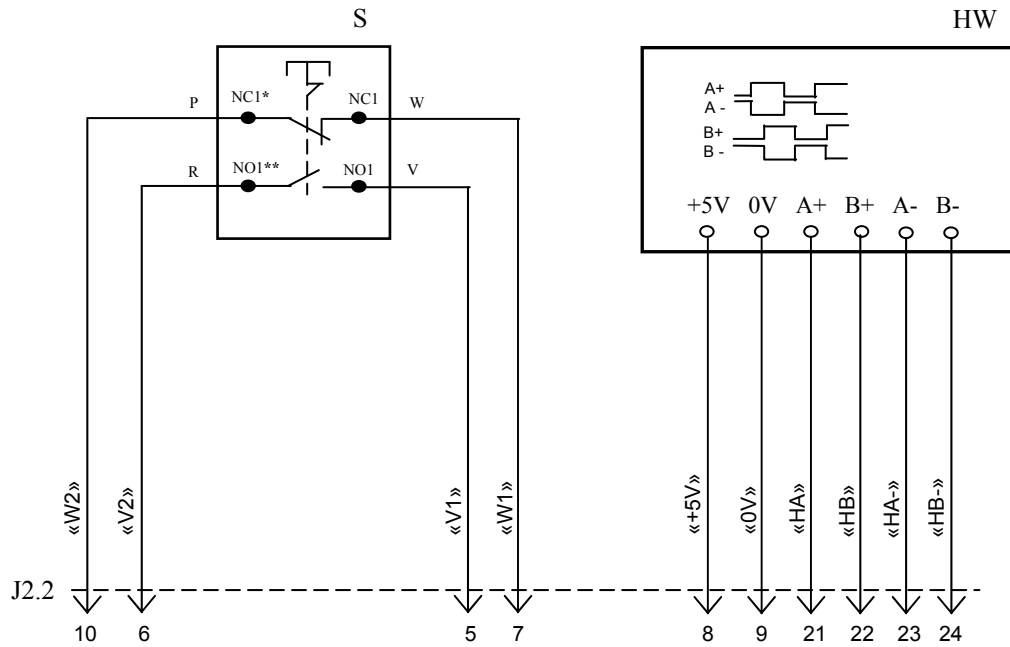 S HW
A+
A -
B+
B -
P NC1* NC1 W
R NO1** NO1 V
+5V 0V A+ B+ A- B-
«W2» «V2» «V1» «W1» «+5V» «0V» «HA» «HB» «HA-» «HB-»
J2.2
10 6 5 7 8 9 21 22 23 24